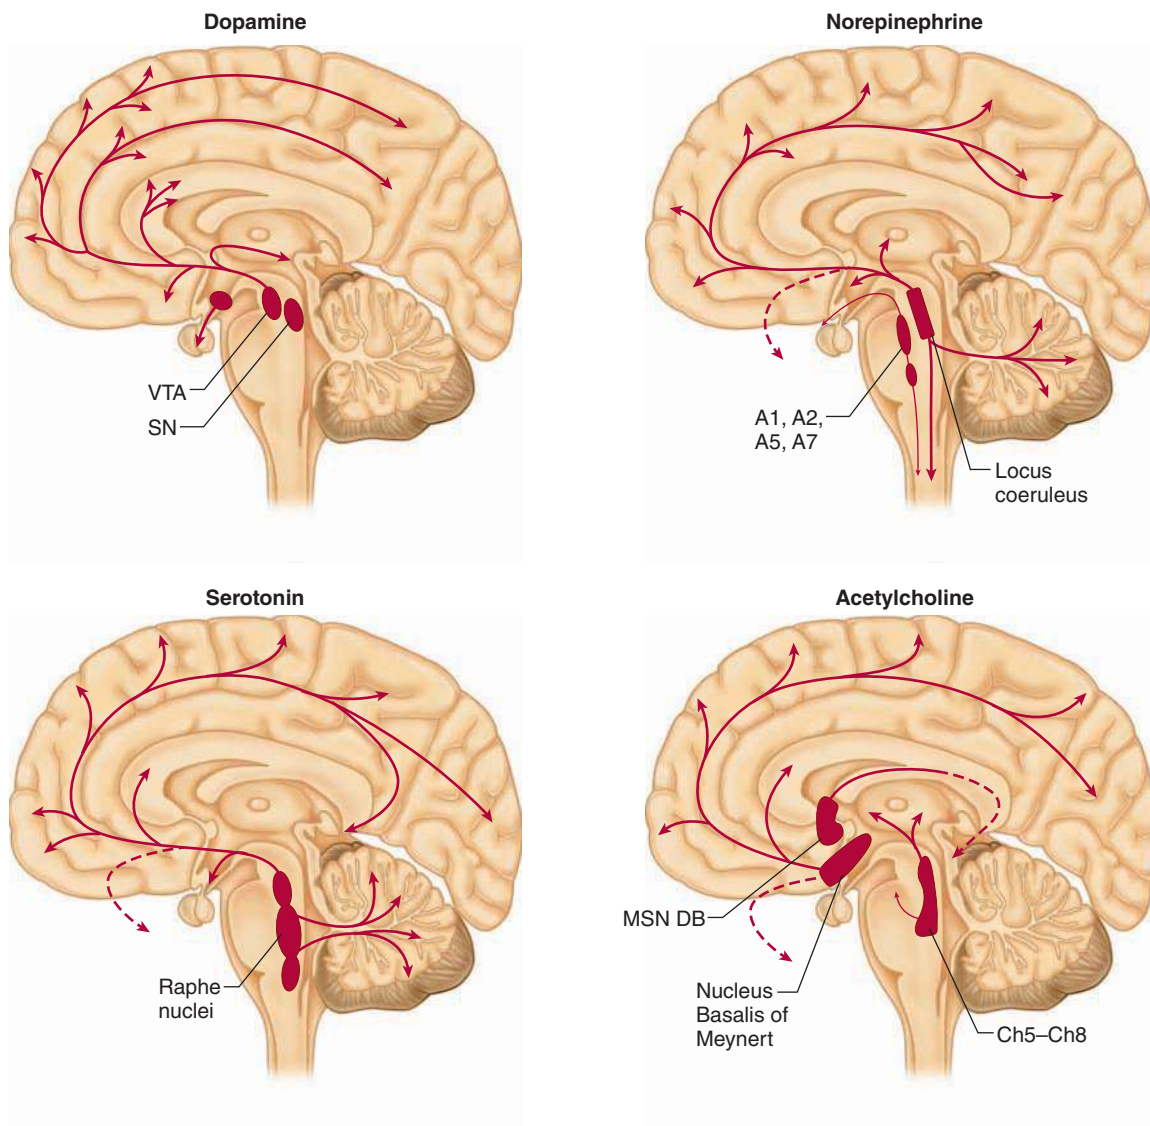 Dopamine
Norepinephrine
VTA
SN
A1, A2,
A5, A7
Locus
coeruleus
Serotonin
Acetylcholine
Raphe
nuclei
MSN DB
Nucleus
Basalis of
Meynert
Ch5–Ch8